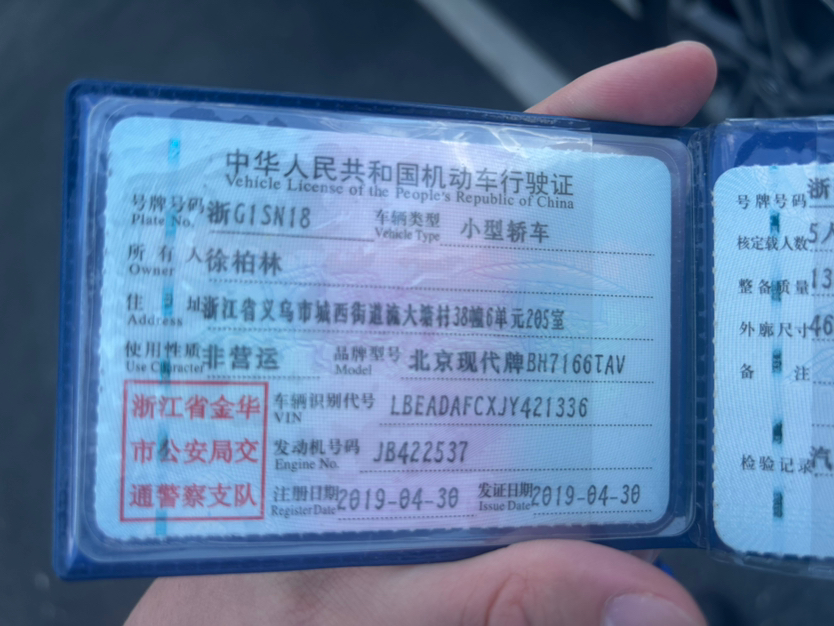 中华人民共和国机动车行驶证
Vehicle License of the People's Republic of China
号牌号码 浙G1SN18 车辆类型 小型轿车
Plate No. Vehicle Type
所有人 徐柏林
Owner
住址 浙江省义乌市城西街道流大塘村38幢6单元205室
Address
使用性质 非营运 品牌型号 北京现代牌BH7166TAV
Use Character Model
浙江省金华
市公安局交
通警察支队
车辆识别代号 LBEADAFCXJY421336
VIN
发动机号码 JB422537
Engine No.
注册日期 2019-04-30 发证日期 2019-04-30
Register Date Issue Date
号牌号码 浙
核定载人数 5人
整备质量 13
外廓尺寸 46
备注
检验记录 汽